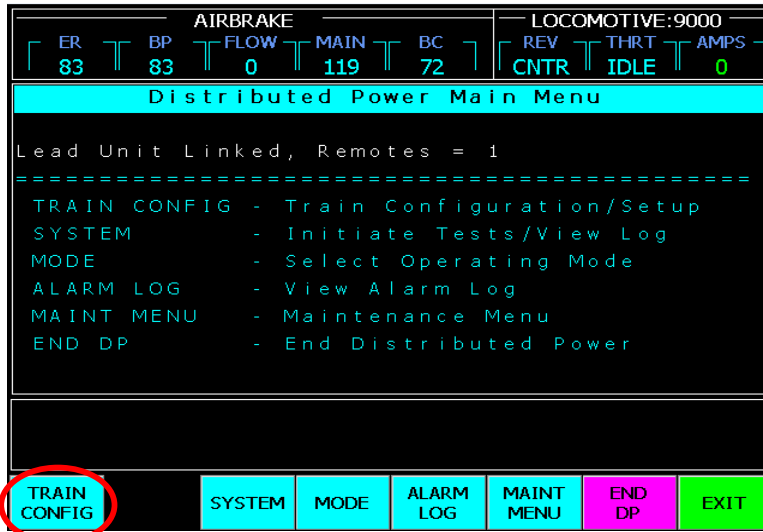 AIRBRAKE LOCOMOTIVE:9000
ER BP FLOW MAIN BC REV THRT AMPS
83 83 0 119 72 CNTR IDLE 0
Distributed Power Main Menu
Lead Unit Linked, Remotes = 1
================================================
TRAIN CONFIG - Train Configuration/Setup
SYSTEM - Initiate Tests/View Log
MODE - Select Operating Mode
ALARM LOG - View Alarm Log
MAINT MENU - Maintenance Menu
END DP - End Distributed Power
TRAIN CONFIG SYSTEM MODE ALARM LOG MAINT MENU END DP EXIT